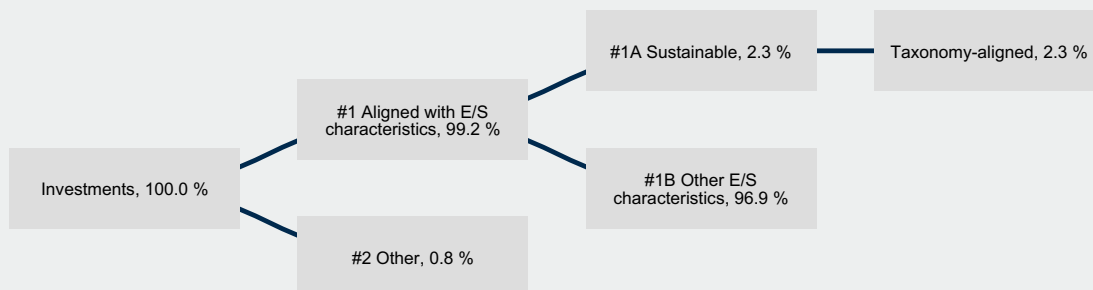 Investments, 100.0 %
#1 Aligned with E/S
characteristics, 99.2 %
#2 Other, 0.8 %
#1A Sustainable, 2.3 %
#1B Other E/S
characteristics, 96.9 %
Taxonomy-aligned, 2.3 %